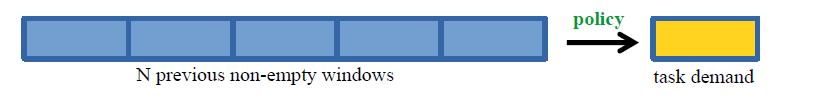 policy
N previous non-empty windows
task demand